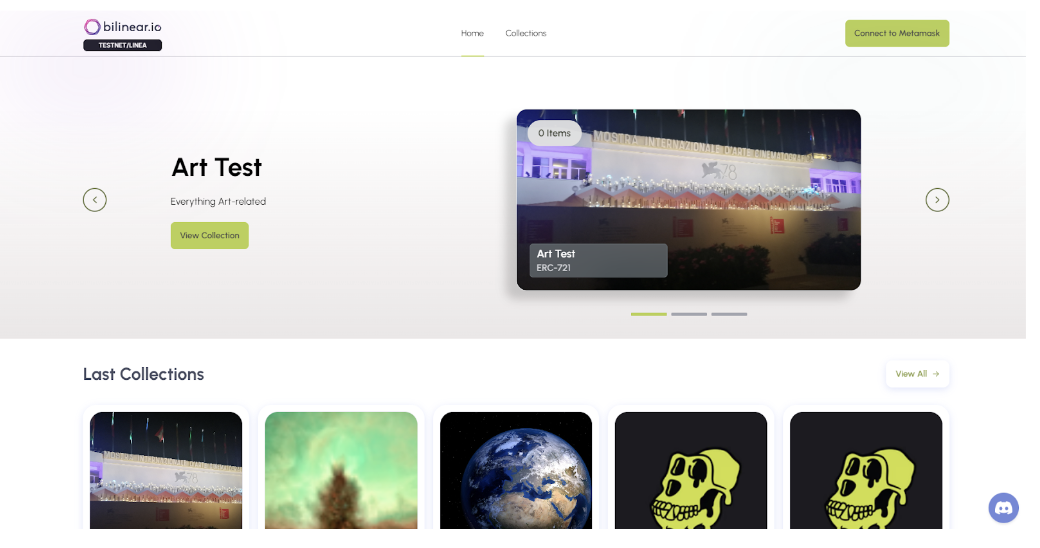 bilinear.io
TESTNET/LINEA
Home
Collections
Connect to Metamask
Art Test
Everything Art-related
View Collection
0 Items
MOSTRA INTERNAZIONALE D'ARTE CINEMATOGRAFICA
78
Art Test
ERC-721
Last Collections
View All